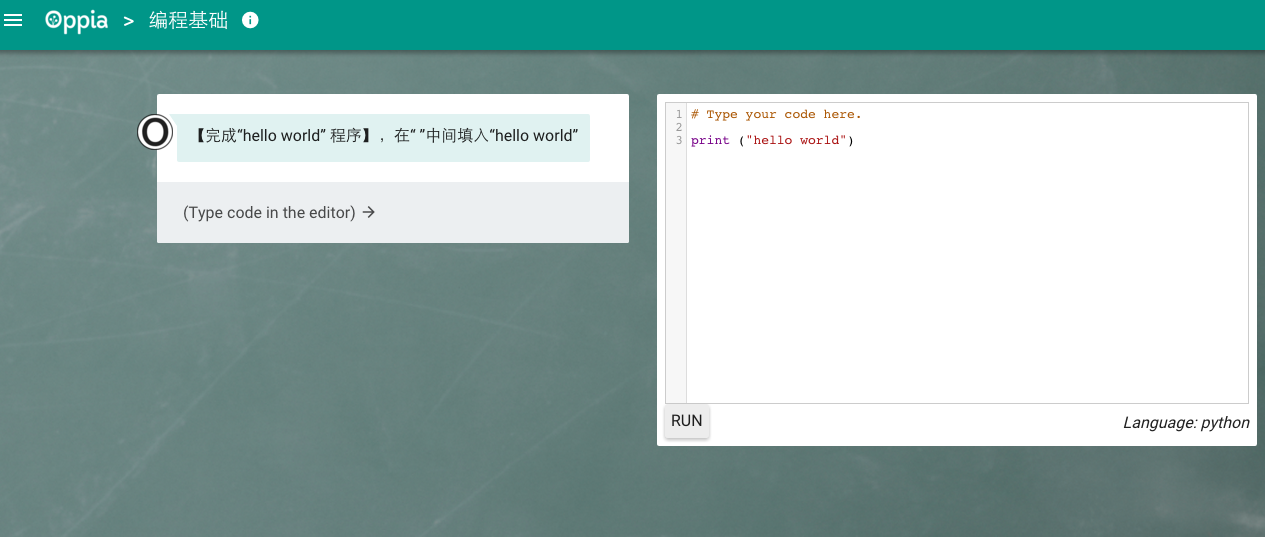 Oppia > 编程基础
【完成“hello world” 程序】，在“ ”中间填入“hello world”
(Type code in the editor) →
1 # Type your code here.
2
3 print ("hello world")
RUN
Language: python